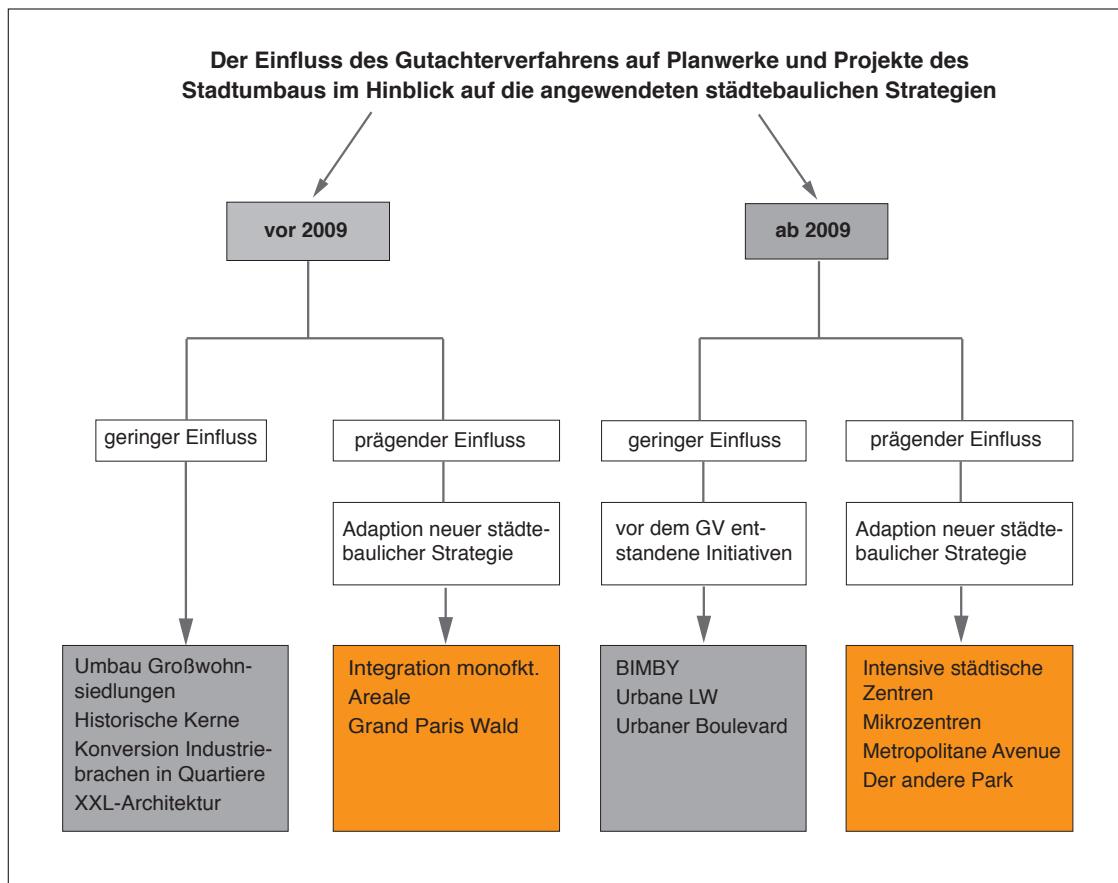 Der Einfluss des Gutachterverfahrens auf Planwerke und Projekte des
Stadtumbaus im Hinblick auf die angewendeten städtebaulichen Strategien
vor 2009
ab 2009
geringer Einfluss
prägender Einfluss
geringer Einfluss
prägender Einfluss
Adaption neuer städte-
baulicher Strategie
vor dem GV ent-
standene Initiativen
Adaption neuer städte-
baulicher Strategie
Umbau Großwohn-
siedlungen
Historische Kerne
Konversion Industrie-
brachen in Quartiere
XXL-Architektur
Integration monofkt.
Areale
Grand Paris Wald
BIMBY
Urbane LW
Urbaner Boulevard
Intensive städtische
Zentren
Mikrozentren
Metropolitane Avenue
Der andere Park